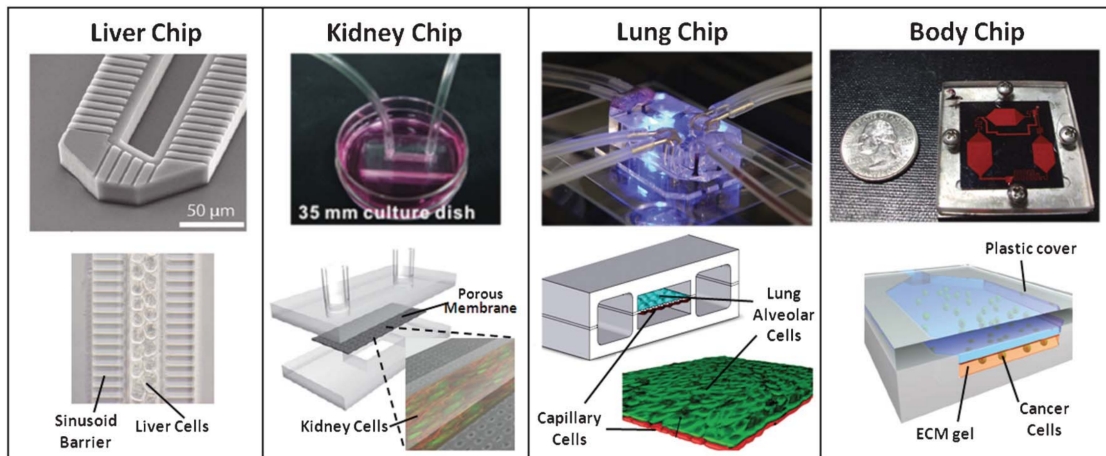 Liver Chip
50 µm
Sinusoid
Barrier
Liver Cells
Kidney Chip
35 mm culture dish
Porous
Membrane
Kidney Cells
Lung Chip
Lung
Alveolar
Cells
Capillary
Cells
Body Chip
Plastic cover
ECM gel
Cancer
Cells